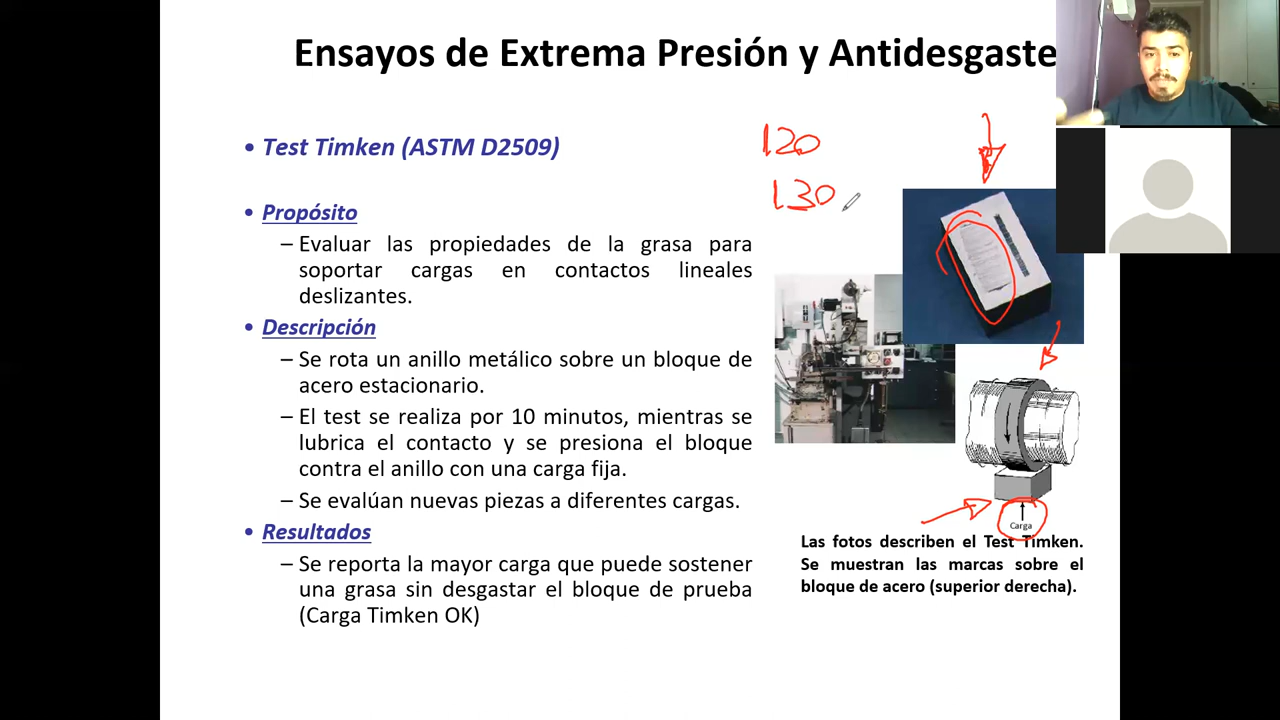 Ensayos de Extrema Presión y Antidesgaste
• Test Timken (ASTM D2509)
120
130
• Propósito
– Evaluar las propiedades de la grasa para
soportar cargas en contactos lineales
deslizantes.
• Descripción
– Se rota un anillo metálico sobre un bloque de
acero estacionario.
– El test se realiza por 10 minutos, mientras se
lubrica el contacto y se presiona el bloque
contra el anillo con una carga fija.
– Se evalúan nuevas piezas a diferentes cargas.
• Resultados
– Se reporta la mayor carga que puede sostener
una grasa sin desgastar el bloque de prueba
(Carga Timken OK)
Carga
Las fotos describen el Test Timken.
Se muestran las marcas sobre el
bloque de acero (superior derecha).